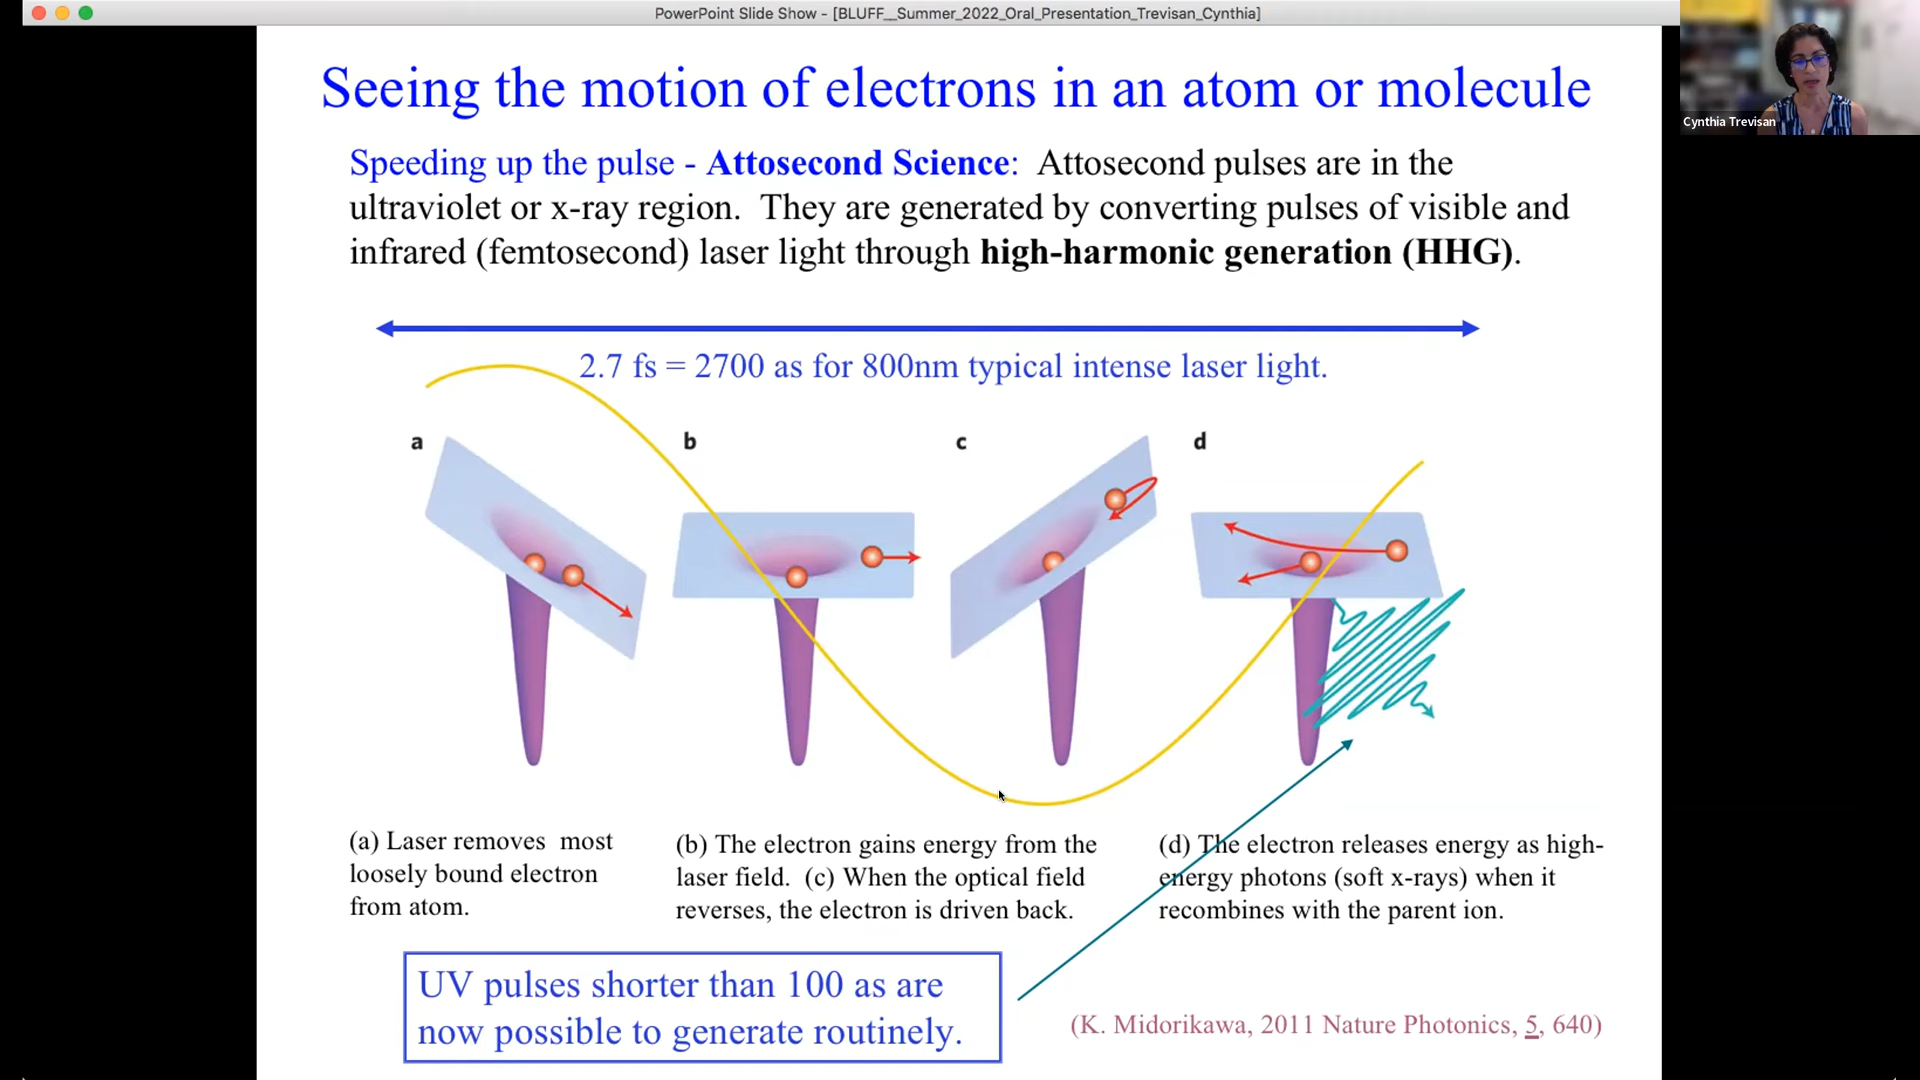 PowerPoint Slide Show - [BLUFF__Summer_2022_Oral_Presentation_Trevisan_Cynthia]
Cynthia Trevisan
Seeing the motion of electrons in an atom or molecule
Speeding up the pulse - Attosecond Science:  Attosecond pulses are in the
ultraviolet or x-ray region.  They are generated by converting pulses of visible and
infrared (femtosecond) laser light through high-harmonic generation (HHG).
2.7 fs = 2700 as for 800nm typical intense laser light.
a
b
c
d
(a) Laser removes  most
loosely bound electron
from atom.
(b) The electron gains energy from the
laser field.  (c) When the optical field
reverses, the electron is driven back.
(d) The electron releases energy as high-
energy photons (soft x-rays) when it
recombines with the parent ion.
UV pulses shorter than 100 as are
now possible to generate routinely.
(K. Midorikawa, 2011 Nature Photonics, 5, 640)